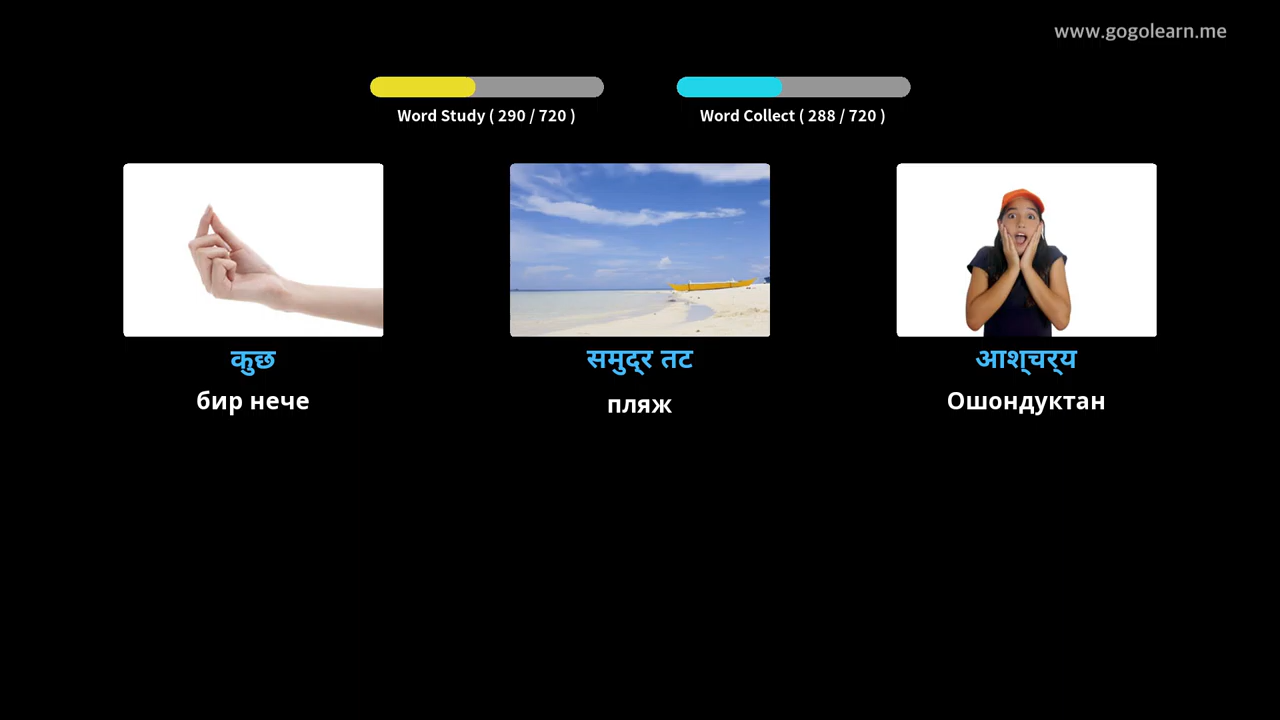 www.gogolearn.me
Word Study ( 290 / 720 )
Word Collect ( 288 / 720 )
कुछ
समुद्र तट
आश्चर्य
бир нече
пляж
Ошондуктан